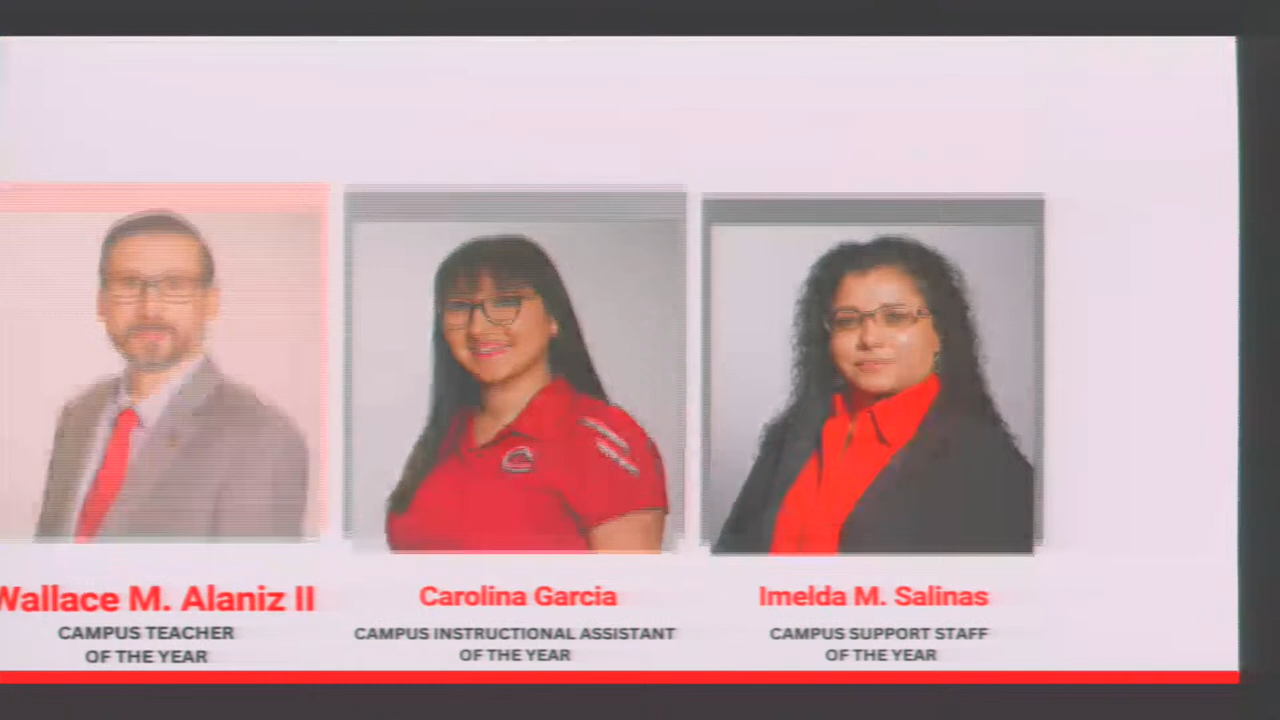 Wallace M. Alaniz II
CAMPUS TEACHER
OF THE YEAR
Carolina Garcia
CAMPUS INSTRUCTIONAL ASSISTANT
OF THE YEAR
Imelda M. Salinas
CAMPUS SUPPORT STAFF
OF THE YEAR